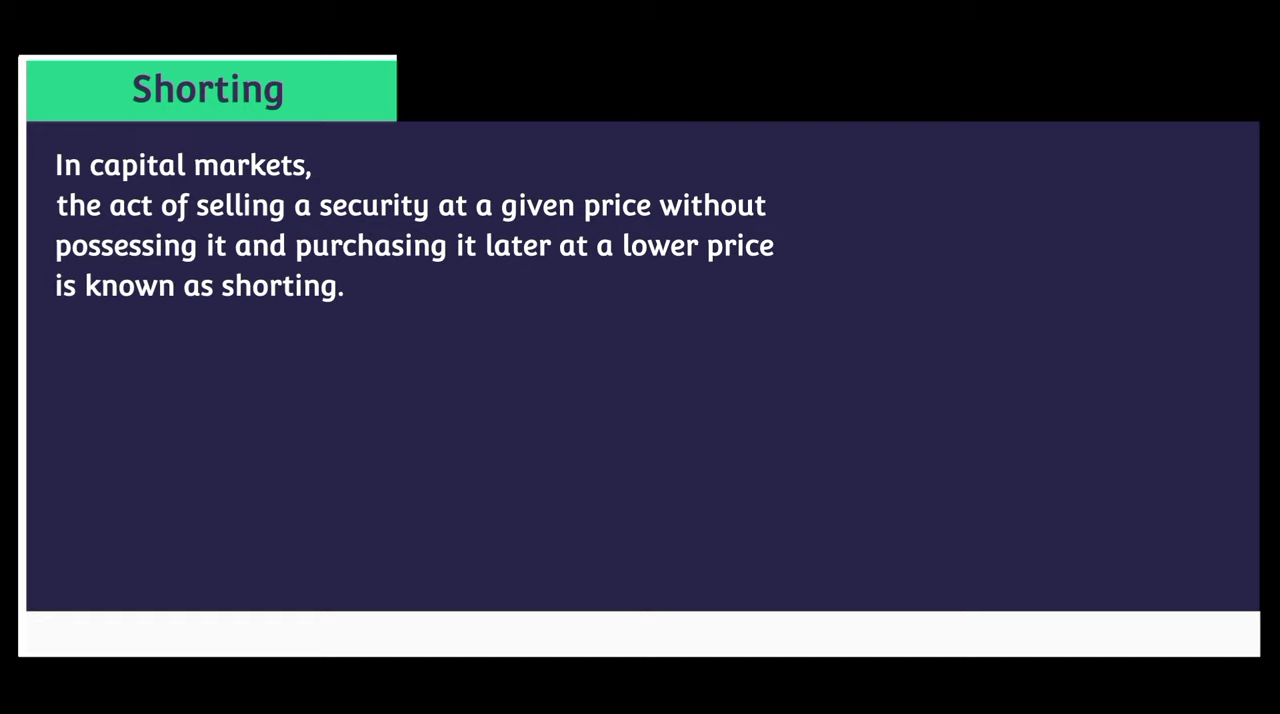 Shorting
In capital markets,
the act of selling a security at a given price without
possessing it and purchasing it later at a lower price
is known as shorting.